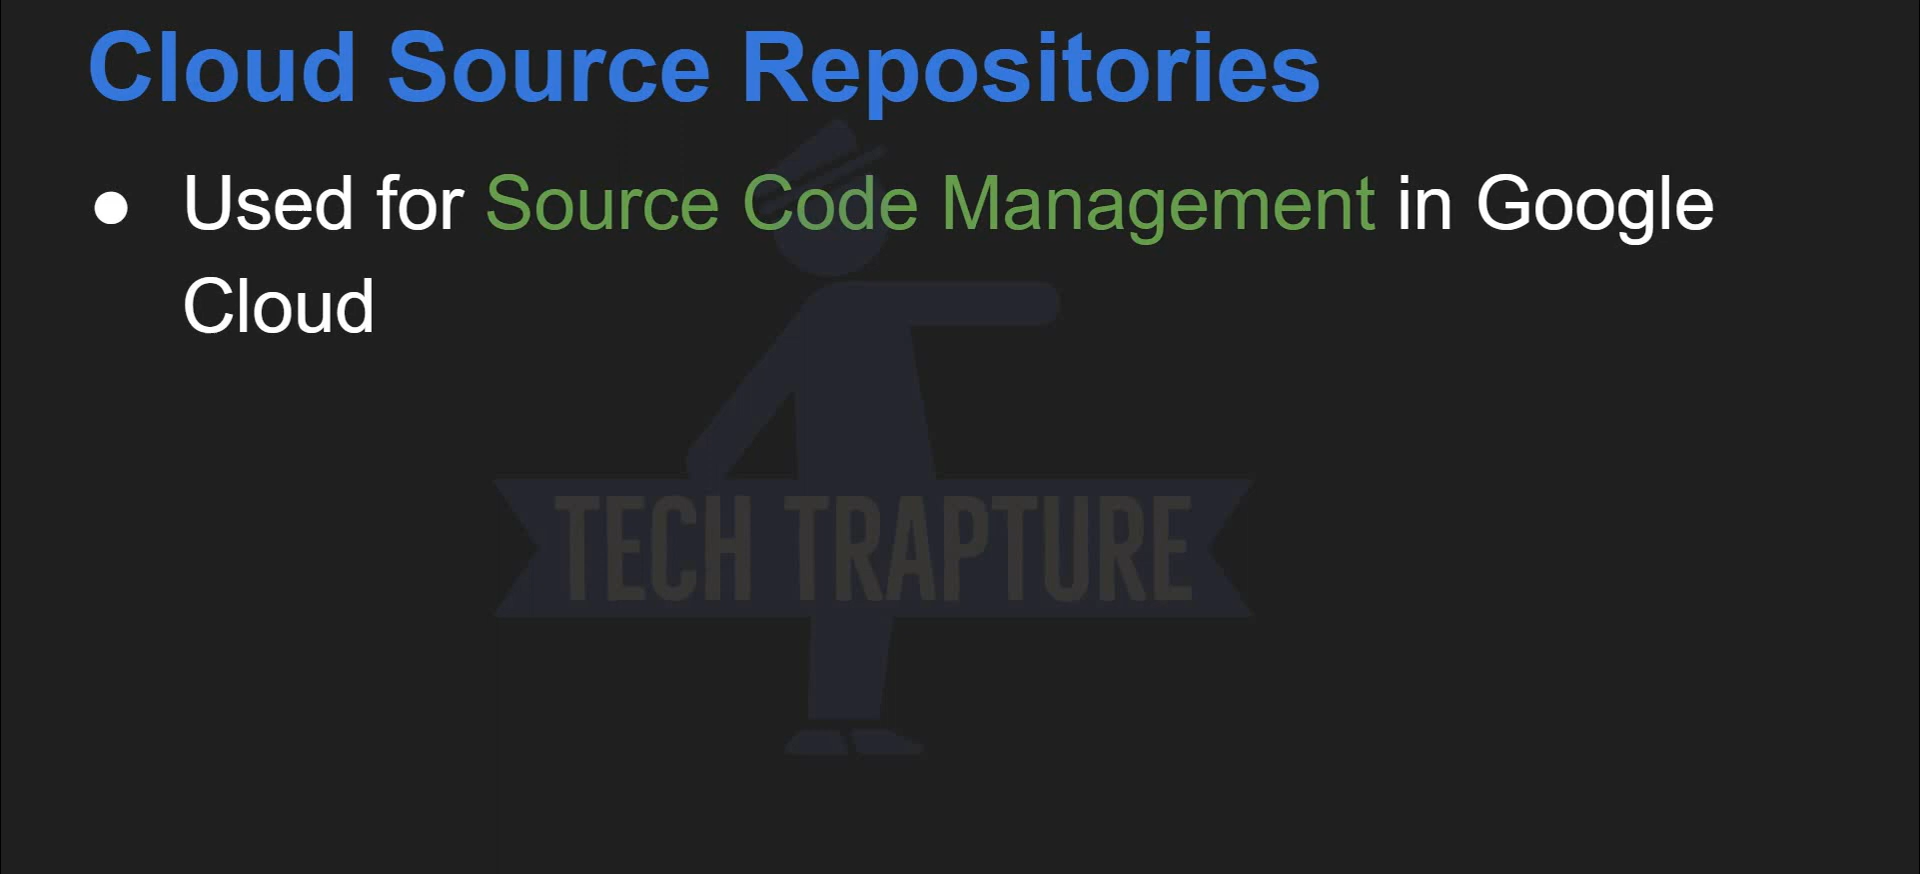 Cloud Source Repositories
● Used for Source Code Management in Google
Cloud
TECH TRAPTURE